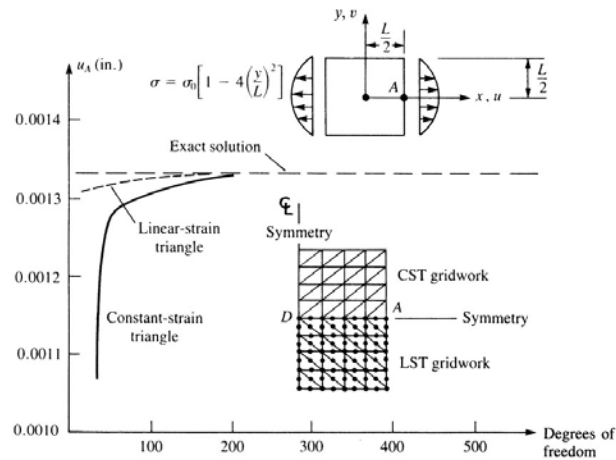 y, v
L
2
u_A (in.)
σ = σ₀[1 − 4(y/L)²]
A
x, u
L
2
0.0014
Exact solution
0.0013
Linear-strain
triangle
℄
Symmetry
0.0012
CST gridwork
Constant-strain
triangle
D
A
Symmetry
0.0011
LST gridwork
0.0010
100
200
300
400
Degrees of
freedom